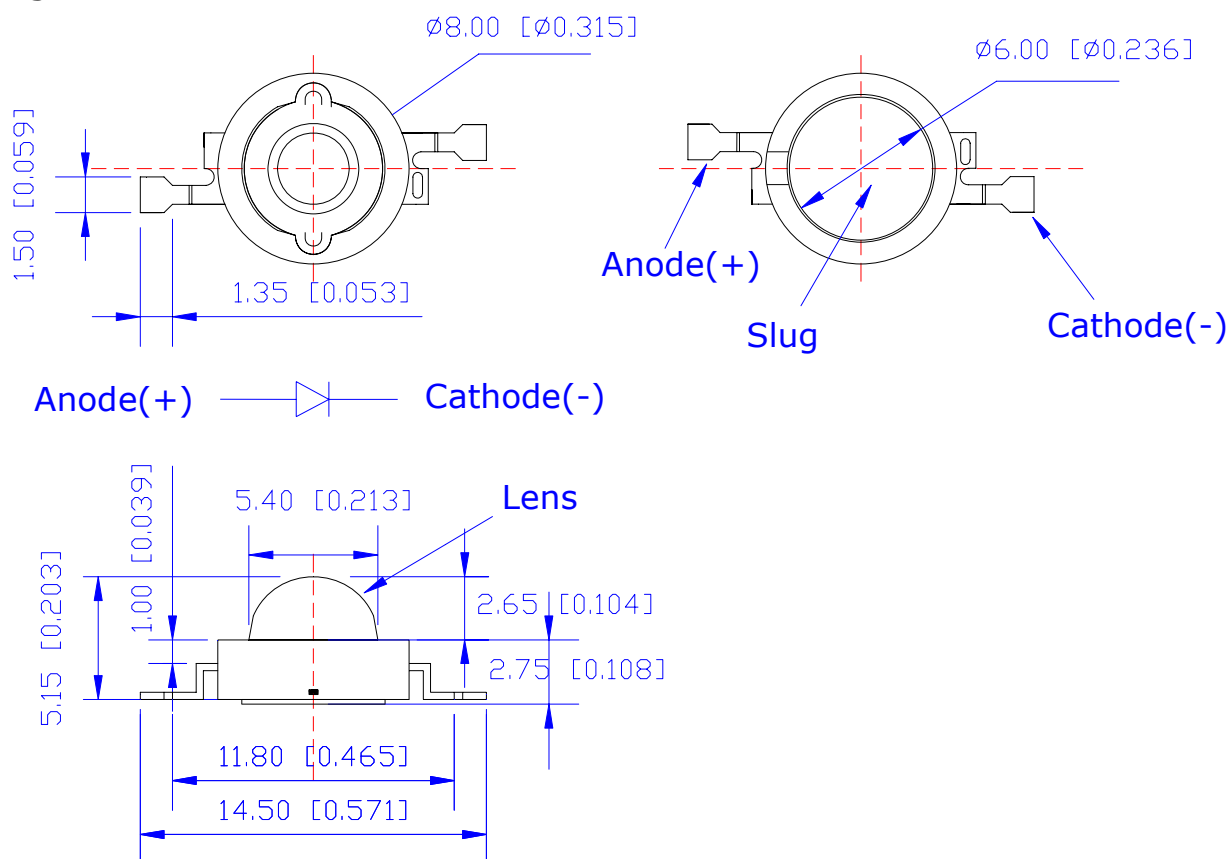 Ø8.00 [Ø0.315]
Ø6.00 [Ø0.236]
1.50 [0.059]
1.35 [0.053]
Anode(+)
Slug
Cathode(-)
Anode(+)
Cathode(-)
5.40 [0.213]
Lens
1.00 [0.039]
5.15 [0.203]
2.65 [0.104]
2.75 [0.108]
11.80 [0.465]
14.50 [0.571]